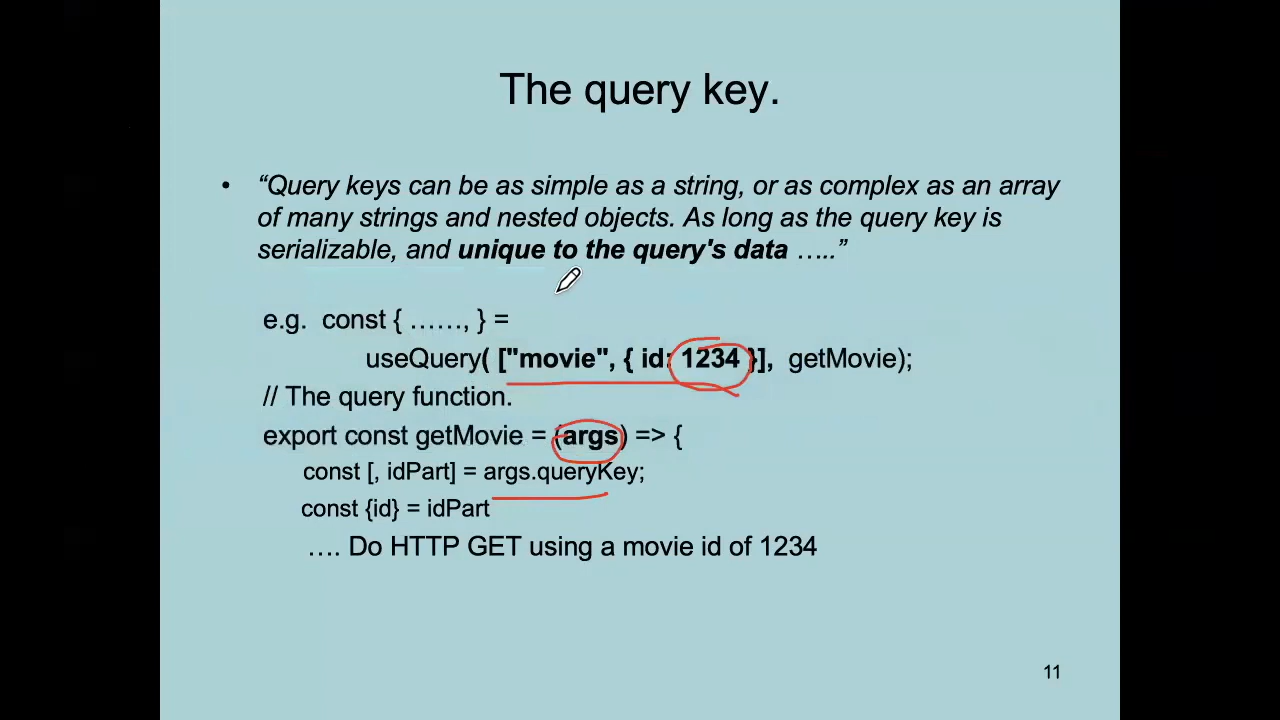 The query key.
• “Query keys can be as simple as a string, or as complex as an array
of many strings and nested objects. As long as the query key is
serializable, and unique to the query's data …..”
e.g. const { ……, } =
useQuery( ["movie", { id: 1234 }], getMovie);
// The query function.
export const getMovie = (args) => {
const [, idPart] = args.queryKey;
const {id} = idPart
…. Do HTTP GET using a movie id of 1234
11